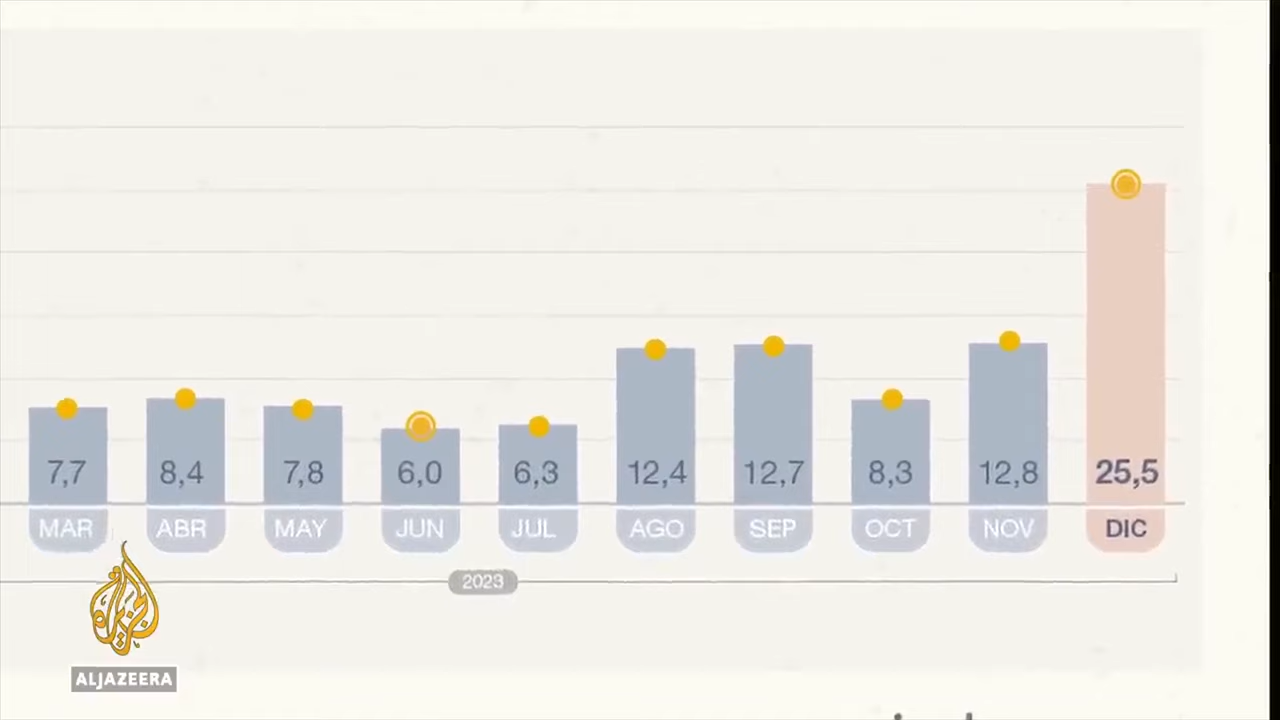 7,7 8,4 7,8 6,0 6,3 12,4 12,7 8,3 12,8 25,5
MAR ABR MAY JUN JUL AGO SEP OCT NOV DIC
2023
ALJAZEERA